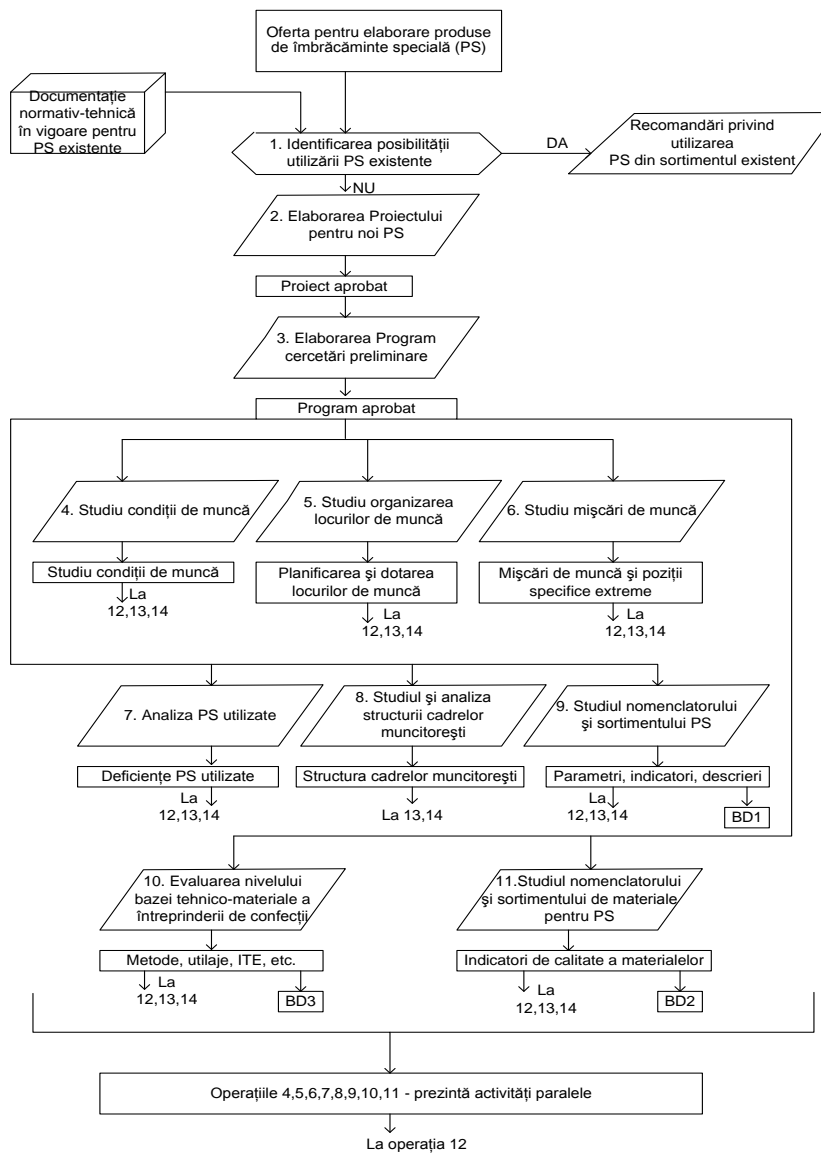 Oferta pentru elaborare produse
de îmbrăcăminte specială (PS)
Documentație
normativ-tehnică
în vigoare pentru
PS existente
1. Identificarea posibilității
utilizării PS existente
DA
Recomandări privind
utilizarea
PS din sortimentul existent
NU
2. Elaborarea Proiectului
pentru noi PS
Proiect aprobat
3. Elaborarea Program
cercetări preliminare
Program aprobat
4. Studiu condiții de muncă
5. Studiu organizarea
locurilor de muncă
6. Studiu mişcări de muncă
Studiu condiții de muncă
La
12,13,14
Planificarea şi dotarea
locurilor de muncă
La
12,13,14
Mişcări de muncă şi poziții
specifice extreme
La
12,13,14
7. Analiza PS utilizate
8. Studiul şi analiza
structurii cadrelor
muncitoreşti
9. Studiul nomenclatorului
şi sortimentului PS
Deficiențe PS utilizate
La
12,13,14
Structura cadrelor muncitoreşti
La 13,14
Parametri, indicatori, descrieri
La
12,13,14
BD1
10. Evaluarea nivelului
bazei tehnico-materiale a
întreprinderii de confecții
11.Studiul nomenclatorului
şi sortimentului de materiale
pentru PS
Metode, utilaje, ITE, etc.
La
12,13,14
BD3
Indicatori de calitate a materialelor
La
12,13,14
BD2
Operațiile 4,5,6,7,8,9,10,11 - prezintă activități paralele
La operația 12